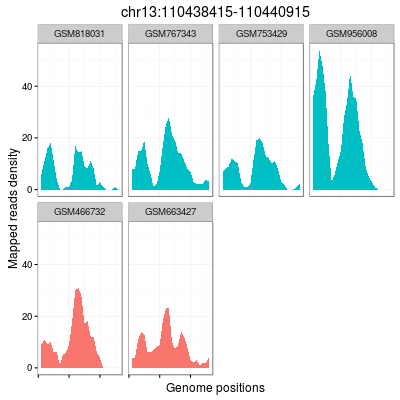 chr13:110438415-110440915
GSM818031 GSM767343 GSM753429 GSM956008
40
20
0
GSM466732 GSM663427
40
20
0
Mapped reads density
Genome positions